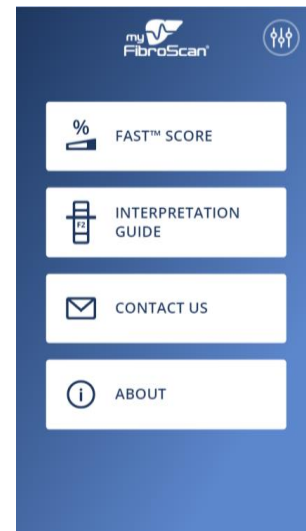 my
FibroScan®
%
FAST™ SCORE
F2
INTERPRETATION
GUIDE
CONTACT US
i
ABOUT